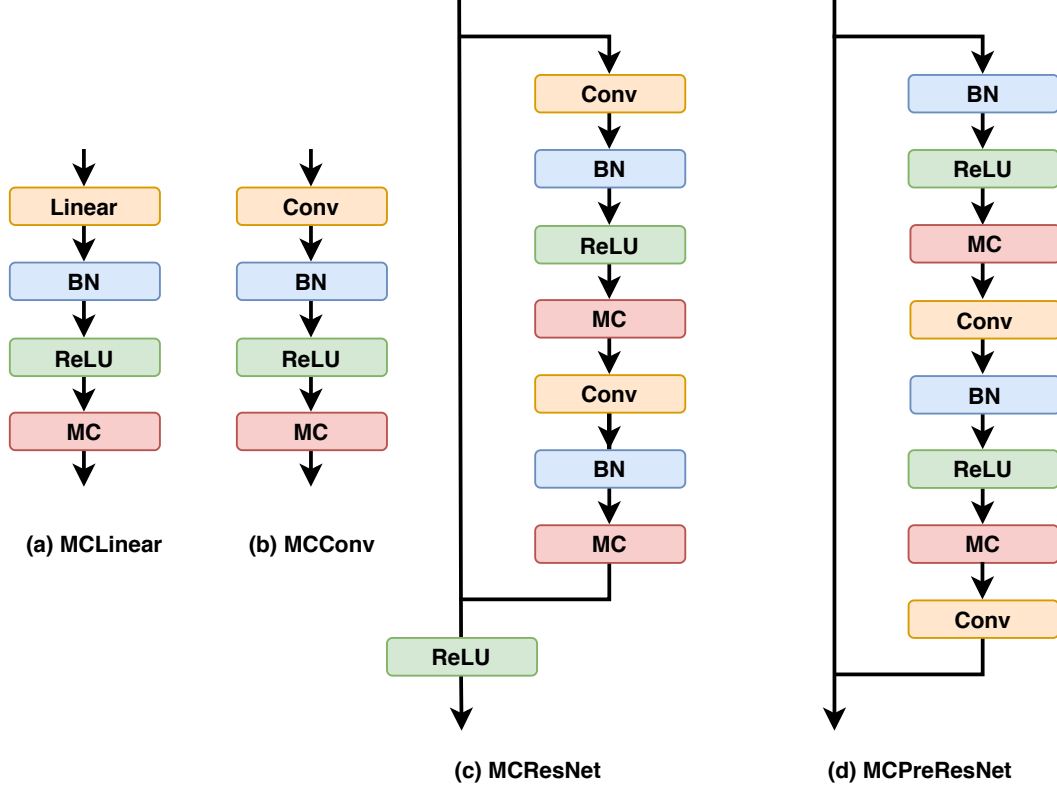 Linear
BN
ReLU
MC
(a) MCLinear
Conv
BN
ReLU
MC
(b) MCConv
Conv
BN
ReLU
MC
Conv
BN
MC
ReLU
(c) MCResNet
BN
ReLU
MC
Conv
BN
ReLU
MC
Conv
(d) MCPreResNet